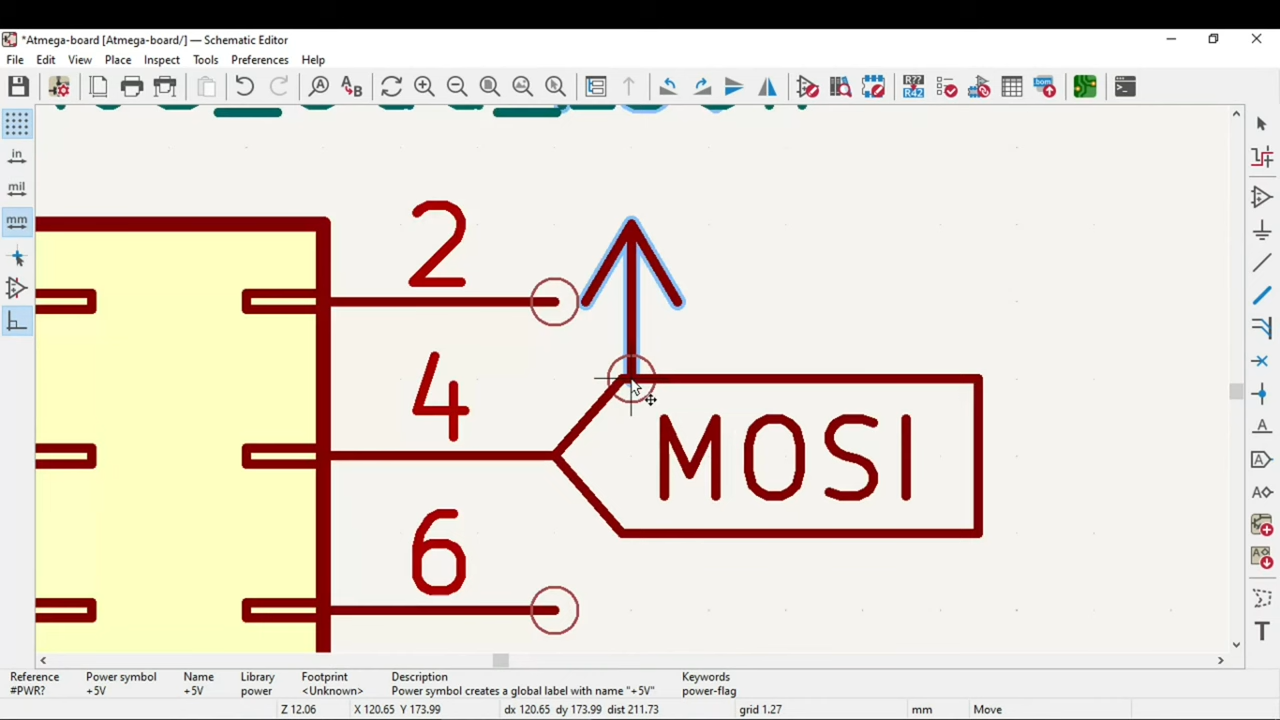 *Atmega-board [Atmega-board/] — Schematic Editor
File Edit View Place Inspect Tools Preferences Help
A
A B
R?? R42
bom
in
mil
mm
2
4
MOSI
6
A
A
A
A
T
Reference Power symbol Name Library Footprint Description Keywords
#PWR? +5V +5V power <Unknown> Power symbol creates a global label with name "+5V" power-flag
Z 12.06 X 120.65 Y 173.99 dx 120.65 dy 173.99 dist 211.73 grid 1.27 mm Move